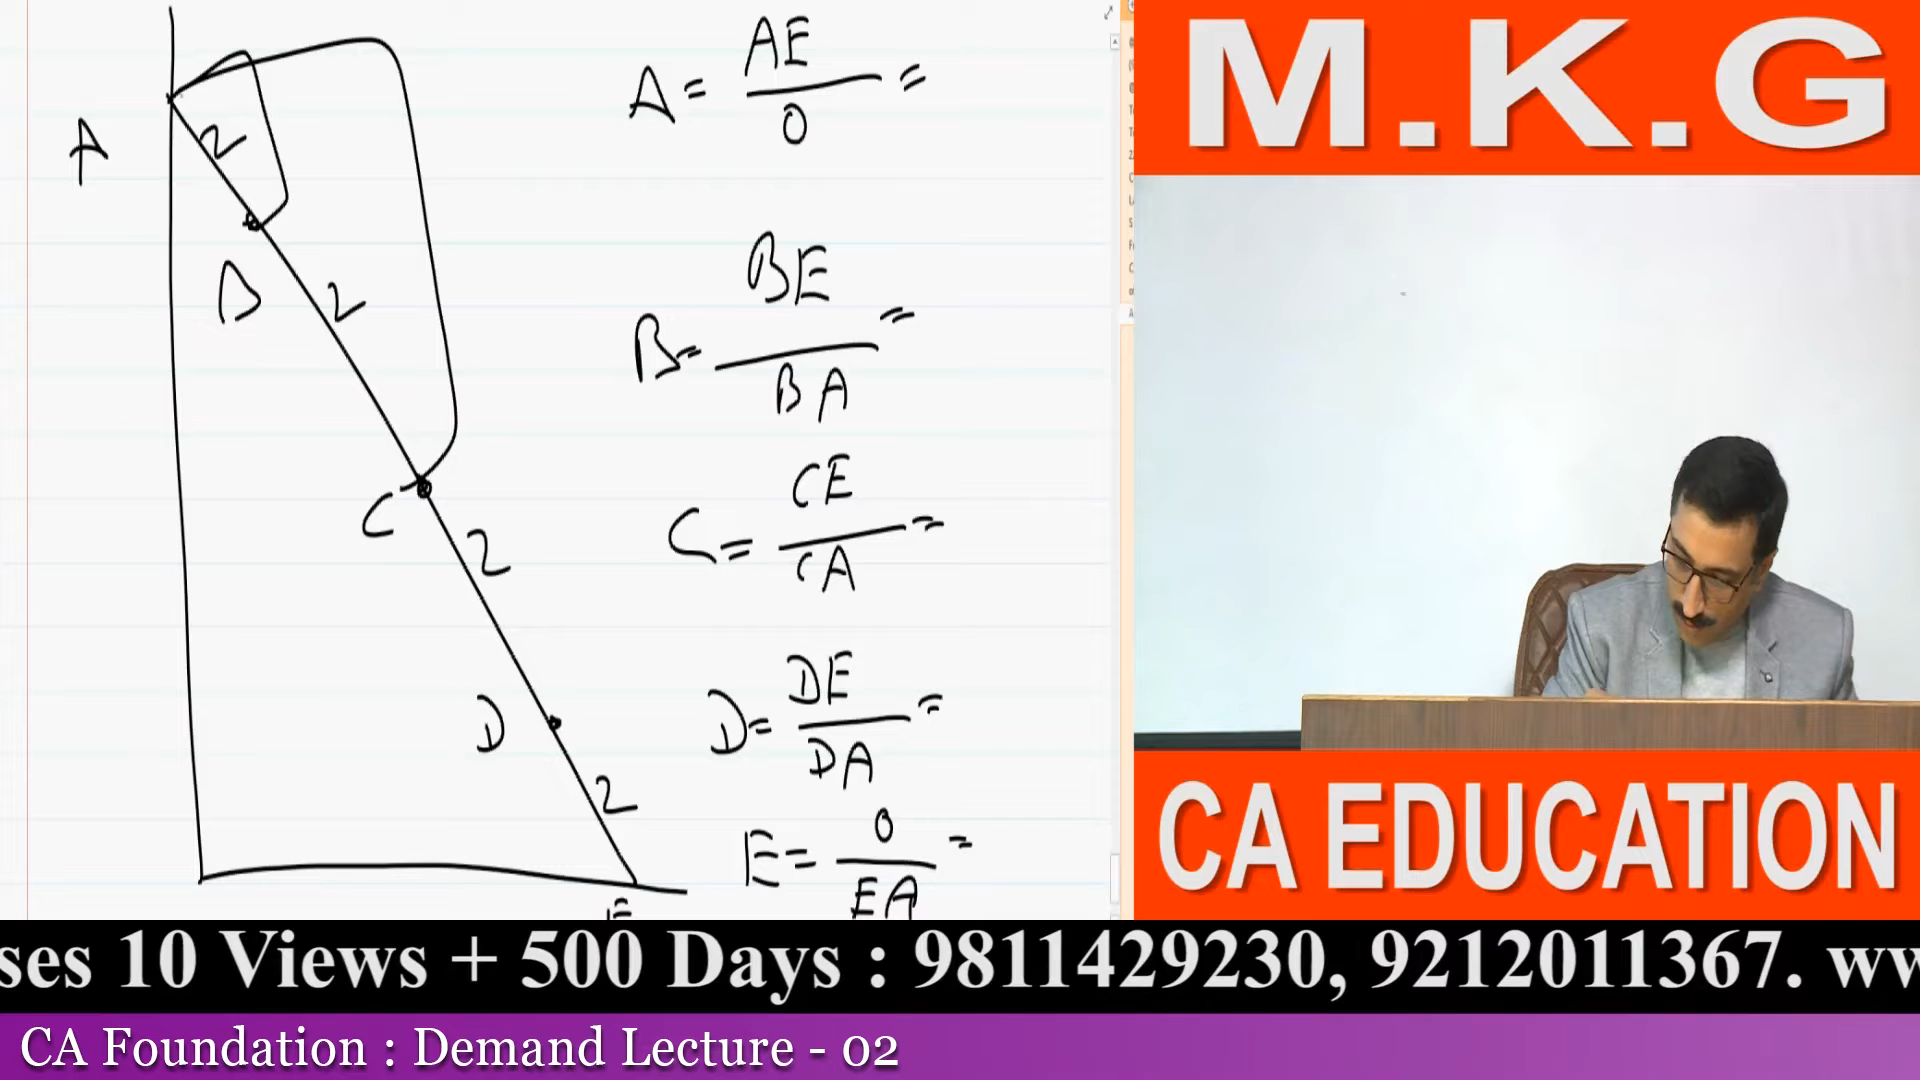 A
2
B
2
C
2
D
2
E
A = AE / 0 =
B = BE / BA =
C = CE / CA =
D = DE / DA =
E = 0 / EA =
M.K.G
CA EDUCATION
ses 10 Views + 500 Days : 9811429230, 9212011367. ww
CA Foundation : Demand Lecture - 02